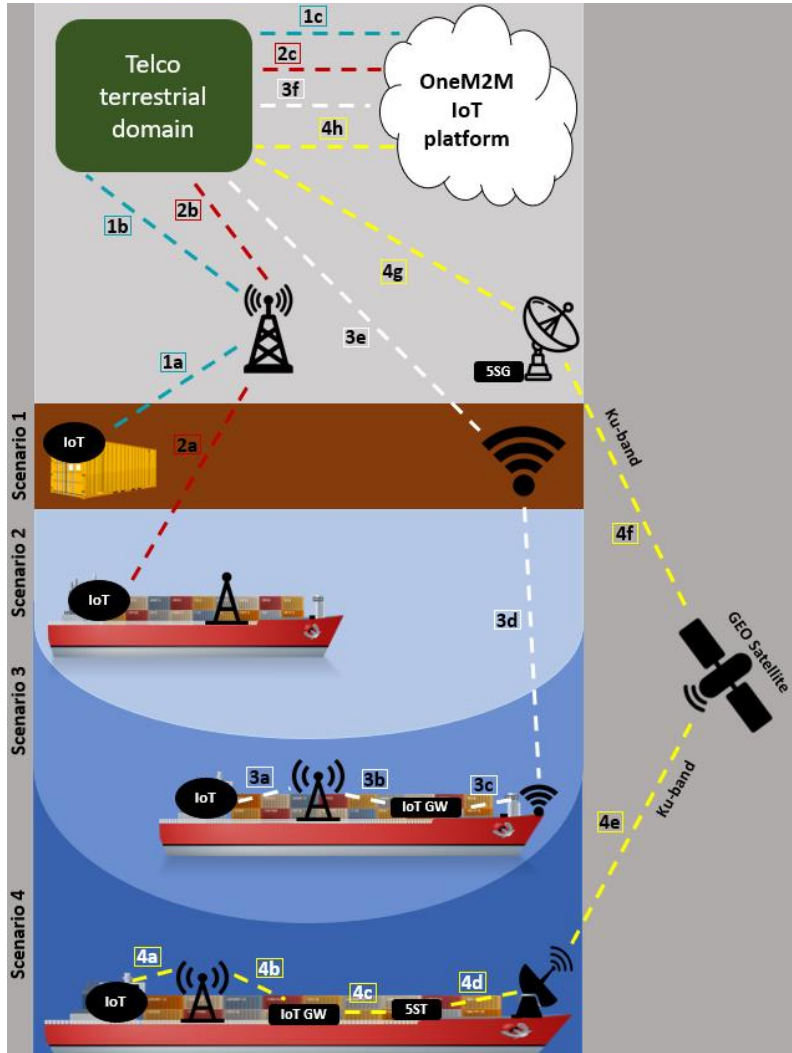 1c
Telco
terrestrial
domain
2c
3f
4h
OneM2M
IoT
platform
1b
2b
4g
3e
1a
5SG
Scenario 1
IoT
2a
Ku-band
4f
Scenario 2
IoT
3d
GEO Satellite
Scenario 3
3a
3b
3c
IoT
IoT GW
4e
Ku-band
Scenario 4
4a
4b
4c
4d
IoT
IoT GW
5ST